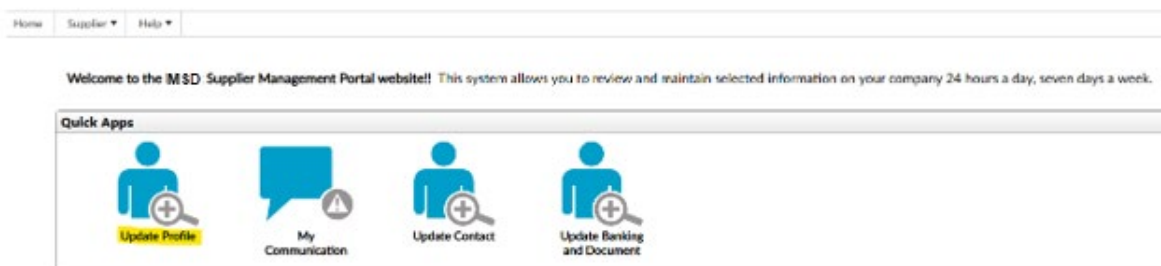 Home Supplier ▼ Help ▼
Welcome to the MSD Supplier Management Portal website!! This system allows you to review and maintain selected information on your company 24 hours a day, seven days a week.
Quick Apps
Update Profile My Communication Update Contact Update Banking and Document